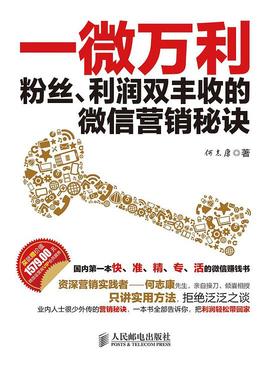 一微万利
粉丝、利润双丰收的
微信营销秘诀
何志康 著
1579.00
国内第一本快、准、精、专、活的微信赚钱书
资深营销实践者——何志康先生，亲自操刀，倾囊相授
只讲实用方法，拒绝泛泛之谈
业内人士很少外传的营销秘诀，一本书全部告诉你，把利润轻松带回家
人民邮电出版社
POSTS & TELECOM PRESS